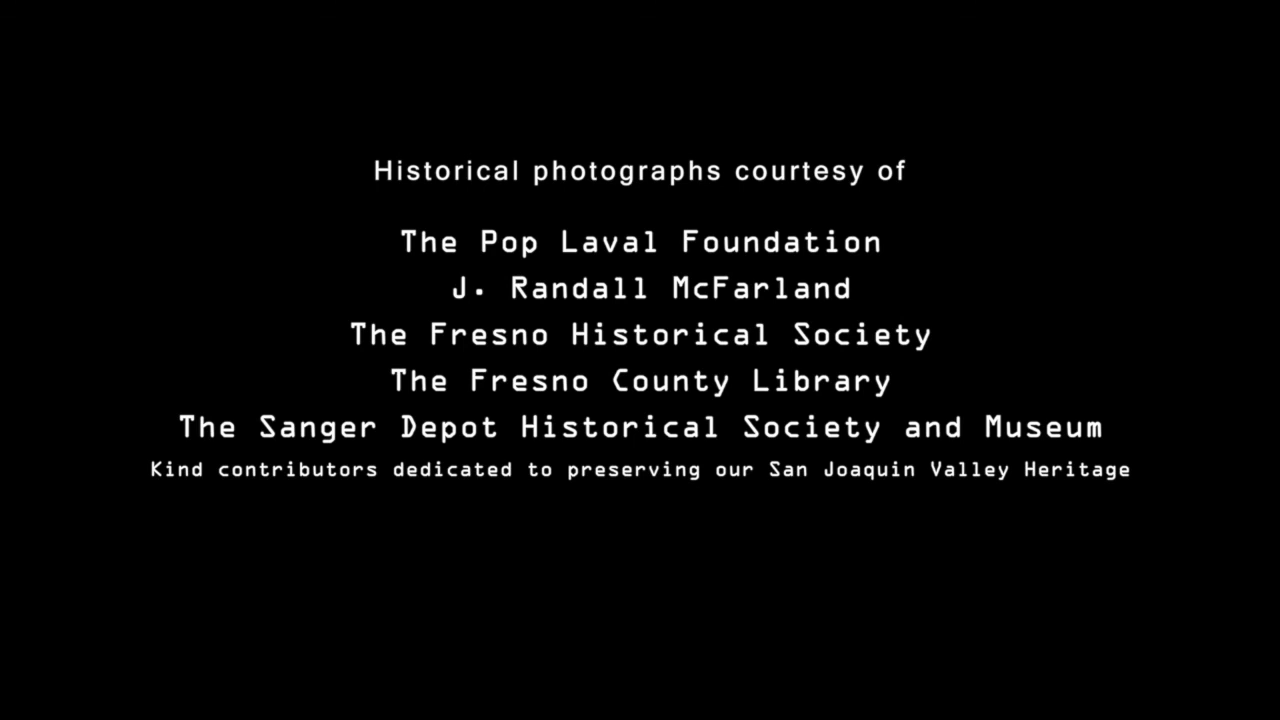 Historical photographs courtesy of
The Pop Laval Foundation
J. Randall McFarland
The Fresno Historical Society
The Fresno County Library
The Sanger Depot Historical Society and Museum
Kind contributors dedicated to preserving our San Joaquin Valley Heritage